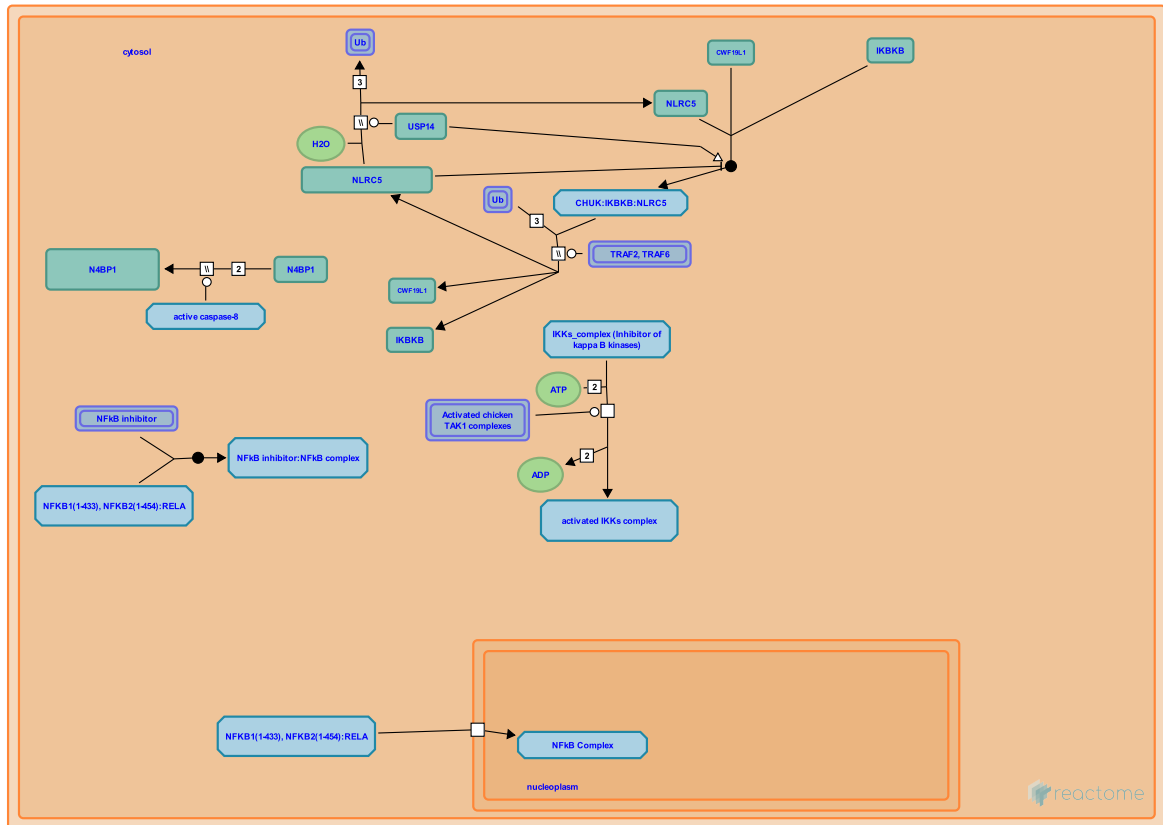 cytosol
Ub
CWF19L1
IKBKB
3
NLRC5
\\
USP14
H2O
NLRC5
Ub
CHUK:IKBKB:NLRC5
3
\\
TRAF2, TRAF6
N4BP1
\\
2
N4BP1
CWF19L1
active caspase-8
IKBKB
IKKs_complex (Inhibitor of
kappa B kinases)
ATP
2
NFkB inhibitor
Activated chicken
TAK1 complexes
NFkB inhibitor:NFkB complex
2
ADP
NFKB1(1-433), NFKB2(1-454):RELA
activated IKKs complex
NFKB1(1-433), NFKB2(1-454):RELA
NFkB Complex
nucleoplasm
reactome